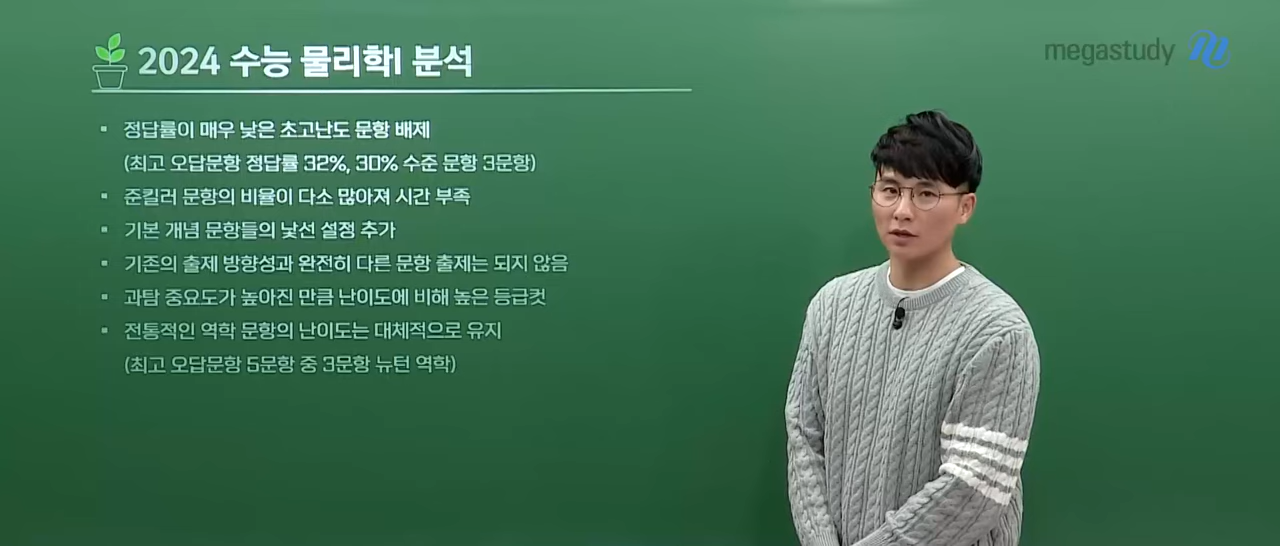 2024 수능 물리학I 분석
megastudy
정답률이 매우 낮은 초고난도 문항 배제
(최고 오답문항 정답률 32%, 30% 수준 문항 3문항)
준킬러 문항의 비율이 다소 많아져 시간 부족
기본 개념 문항들의 낯선 설정 추가
기존의 출제 방향성과 완전히 다른 문항 출제는 되지 않음
과탐 중요도가 높아진 만큼 난이도에 비해 높은 등급컷
전통적인 역학 문항의 난이도는 대체적으로 유지
(최고 오답문항 5문항 중 3문항 뉴턴 역학)